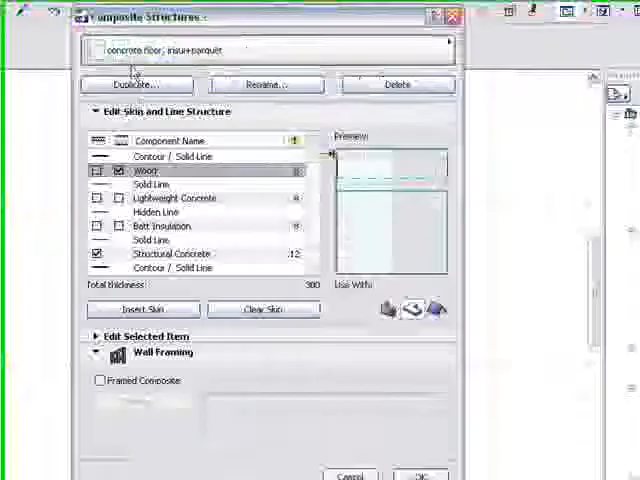 Composite Structures
concrete floor, insul+parquet
Duplicate...
Rename...
Delete
Edit Skin and Line Structure
Component Name
Preview:
Contour / Solid Line
Wood
Solid Line
Lightweight Concrete
Hidden Line
Batt Insulation
Solid Line
Structural Concrete
12
Contour / Solid Line
Total thickness:
300
Use With:
Insert Skin
Clear Skin
Edit Selected Item
Wall Framing
Framed Composite
Cancel
OK